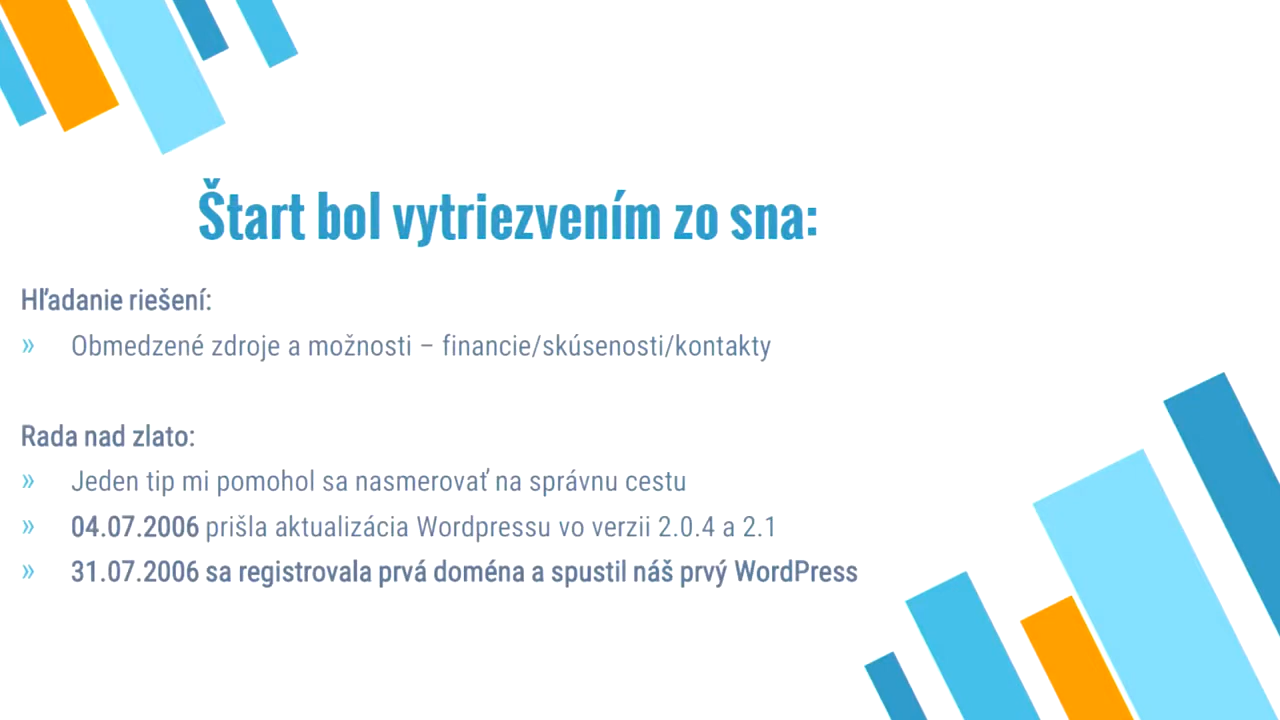 Štart bol vytriezvením zo sna:
Hľadanie riešení:
» Obmedzené zdroje a možnosti – financie/skúsenosti/kontakty
Rada nad zlato:
» Jeden tip mi pomohol sa nasmerovať na správnu cestu
» 04.07.2006 prišla aktualizácia Wordpressu vo verzii 2.0.4 a 2.1
» 31.07.2006 sa registrovala prvá doména a spustil náš prvý WordPress